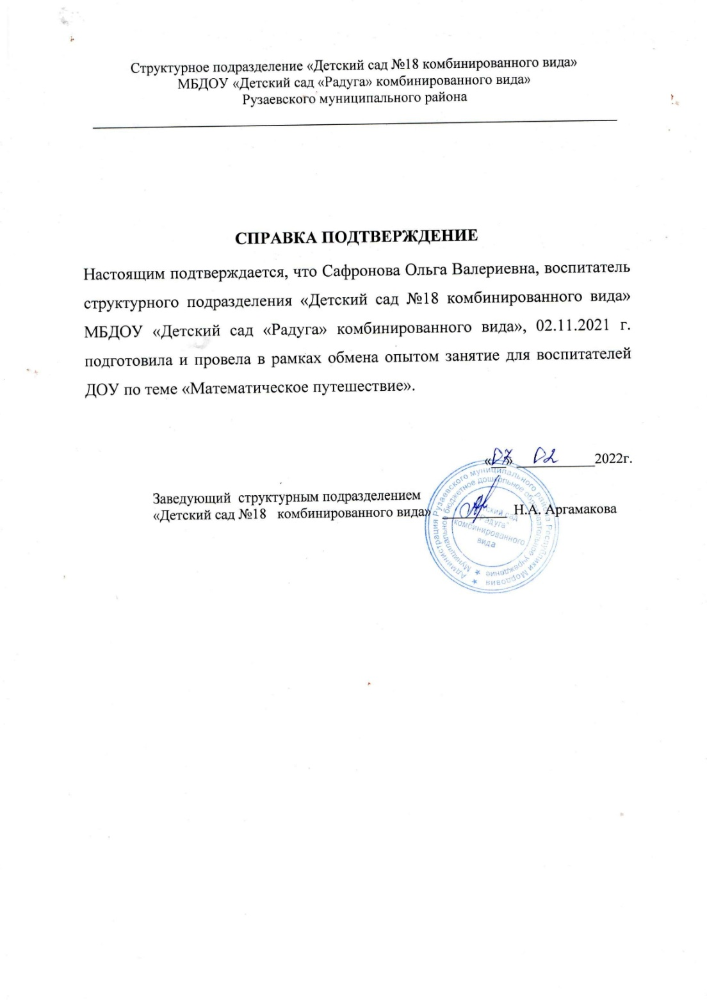 Структурное подразделение «Детский сад №18 комбинированного вида»
МБДОУ «Детский сад «Радуга» комбинированного вида»
Рузаевского муниципального района
СПРАВКА ПОДТВЕРЖДЕНИЕ
Настоящим подтверждается, что Сафронова Ольга Валериевна, воспитатель
структурного подразделения «Детский сад №18 комбинированного вида»
МБДОУ «Детский сад «Радуга» комбинированного вида», 02.11.2021 г.
подготовила и провела в рамках обмена опытом занятие для воспитателей
ДОУ по теме «Математическое путешествие».
«07» 02 2022г.
Заведующий структурным подразделением
«Детский сад №18 комбинированного вида» Н.А. Аргамакова
Администрация Рузаевского муниципального района Республики Мордовия
Муниципальное бюджетное дошкольное образовательное учреждение
"Детский сад
"Радуга"
комбинированного
вида